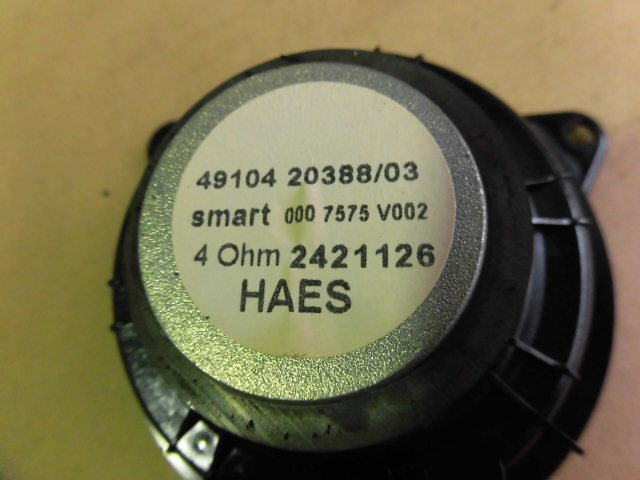 49104 20388/03
smart 000 7575 V002
4 Ohm 2421126
HAES